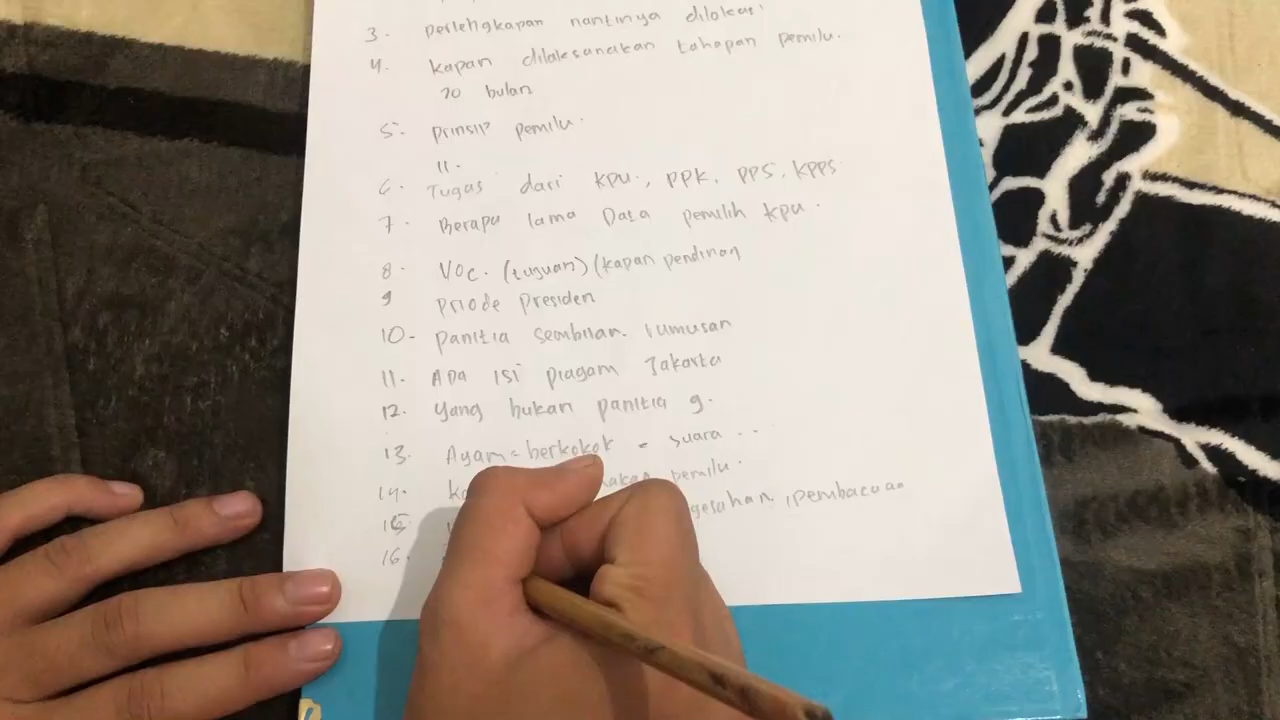 3. perlengkapan nantinya dilokasi
4. kapan dilaksanakan tahapan pemilu.
20 bulan
5. prinsip pemilu.
11.
6. Tugas dari kpu, PPK, PPS, KPPS
7. Berapa lama Data pemilih kpu.
8. VOC. (tujuan) (kapan
9 priode presiden
10. panitia sembilan.
11. Apa isi piagam Jakarta
12. yang bukan panitia 9.
13. Ayam = berkokok = suara ...
14. pemilu.
15 , pembacaan
16.